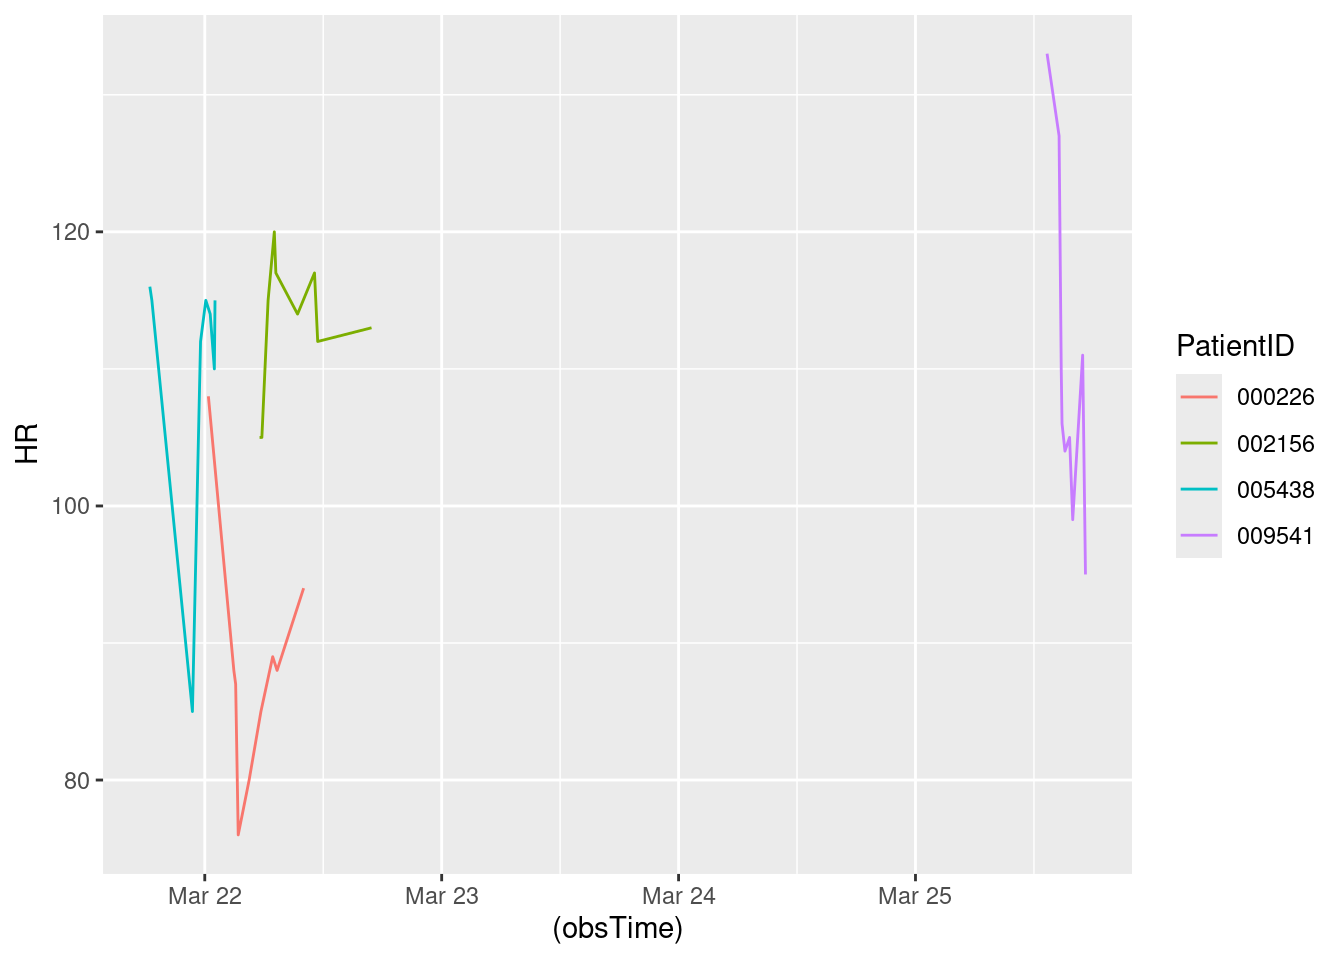 HR
120
100
80
Mar 22
Mar 23
Mar 24
Mar 25
(obsTime)
PatientID
000226
002156
005438
009541